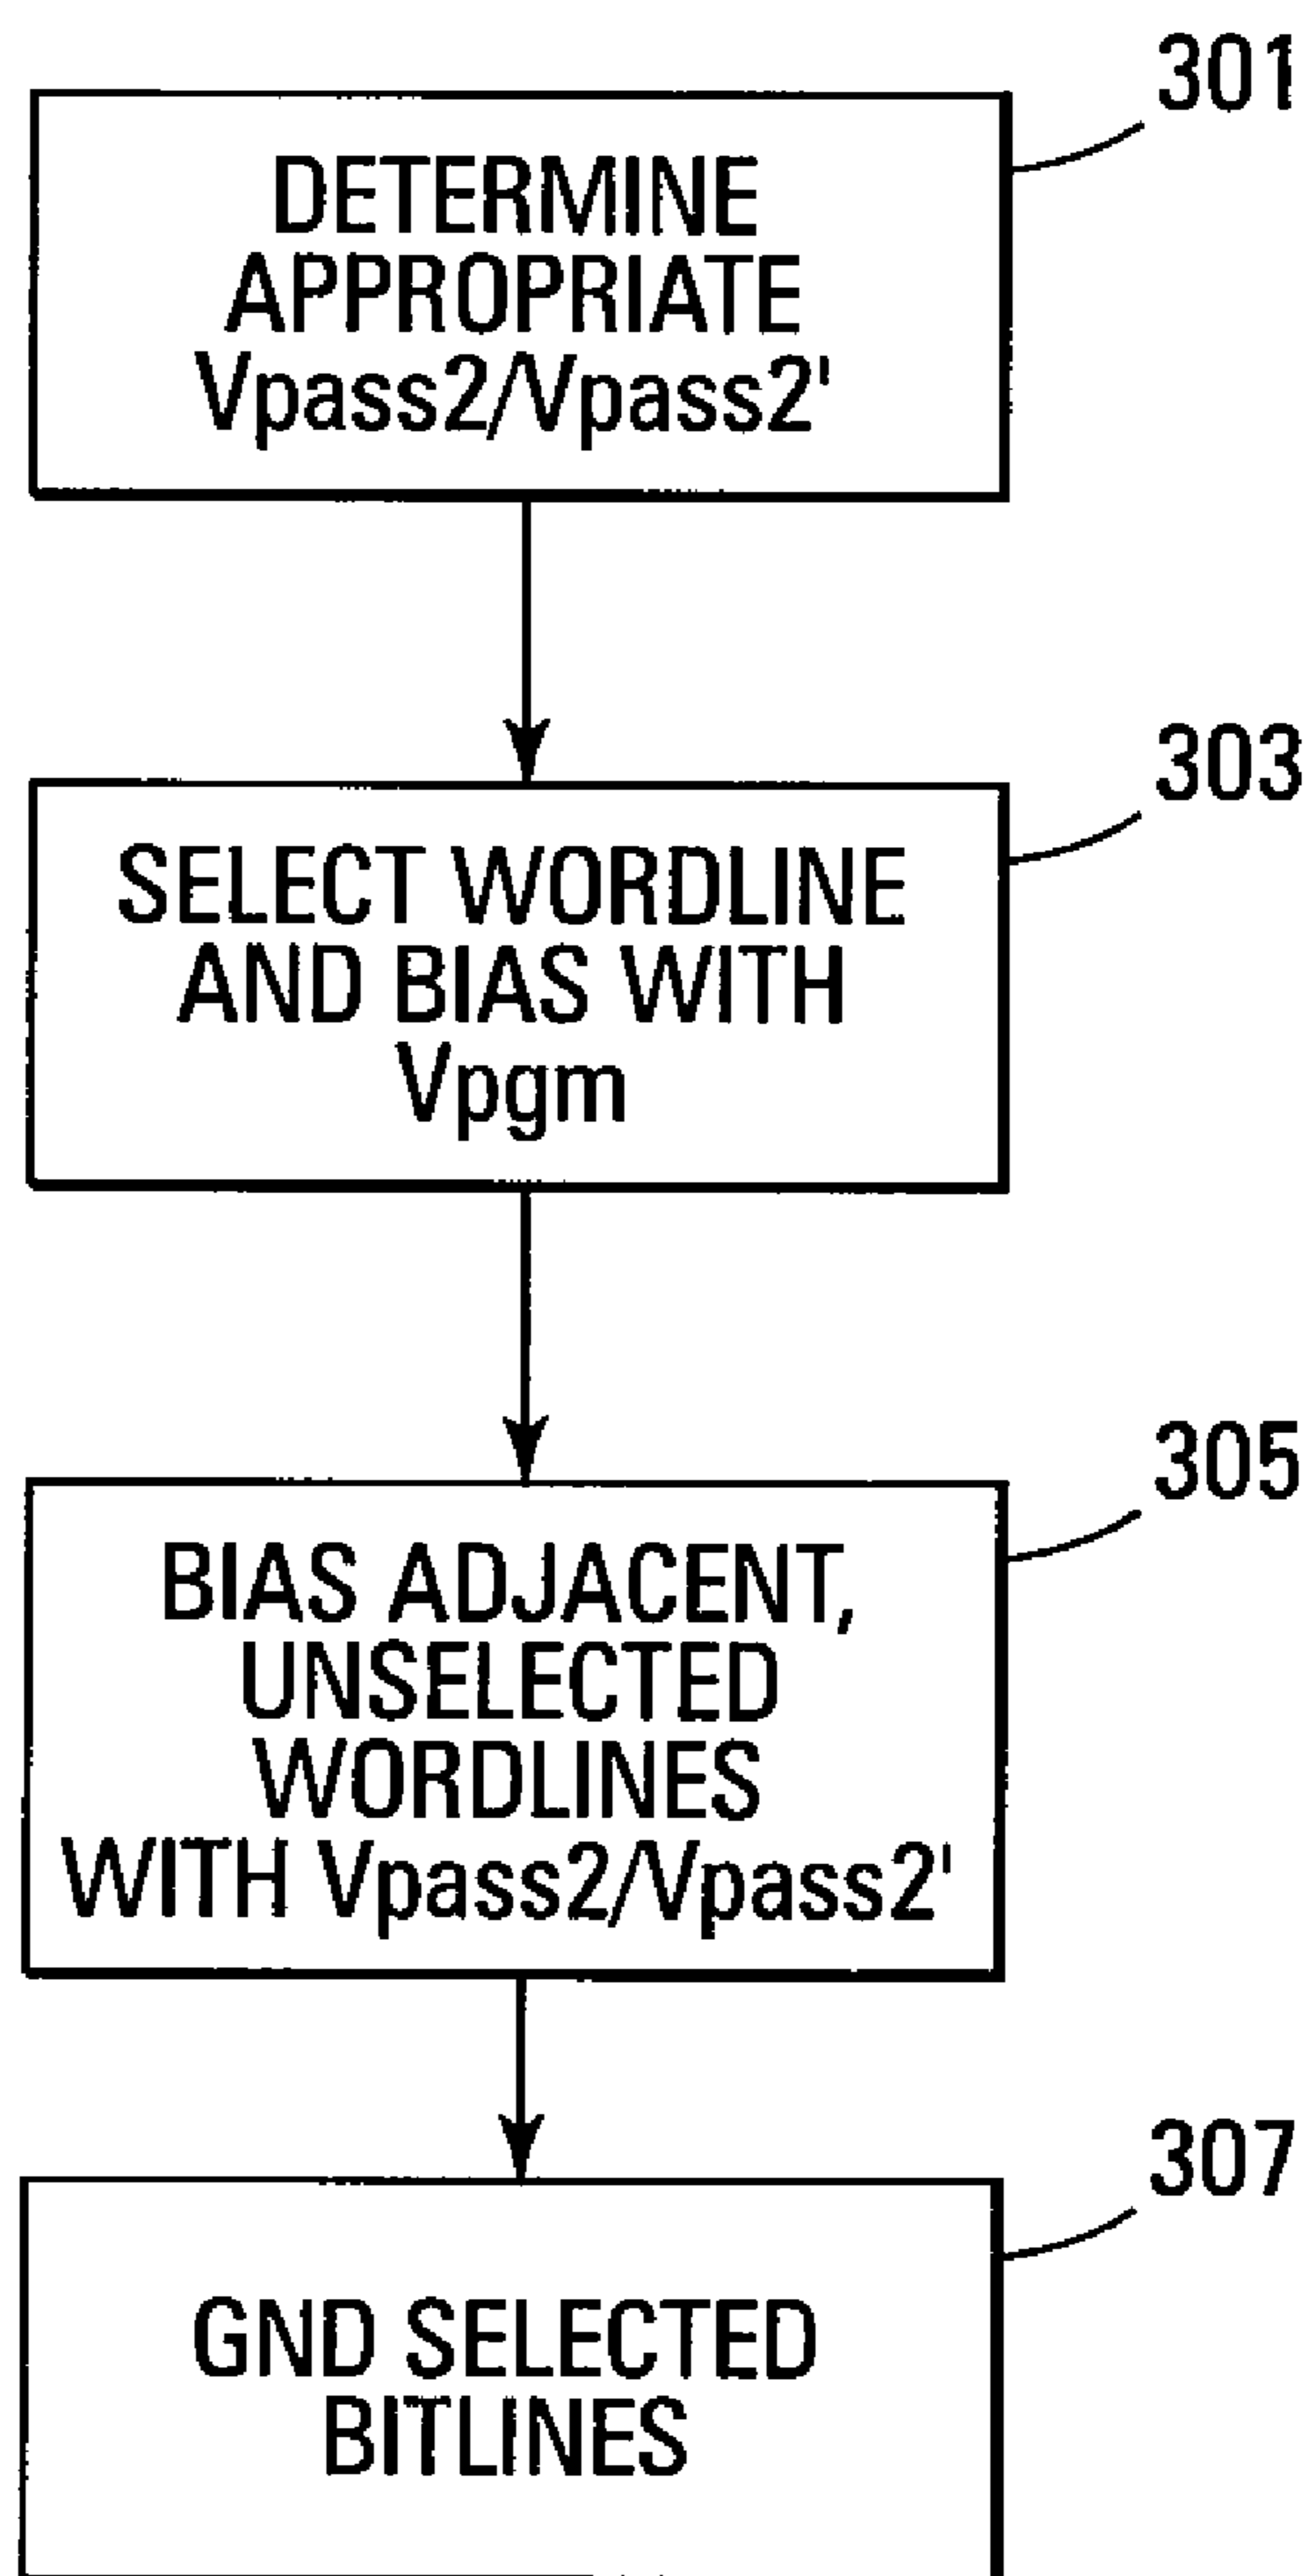 301
DETERMINE
APPROPRIATE
Vpass2/Vpass2'
303
SELECT WORDLINE
AND BIAS WITH
Vpgm
305
BIAS ADJACENT,
UNSELECTED
WORDLINES
WITH Vpass2/Vpass2'
307
GND SELECTED
BITLINES